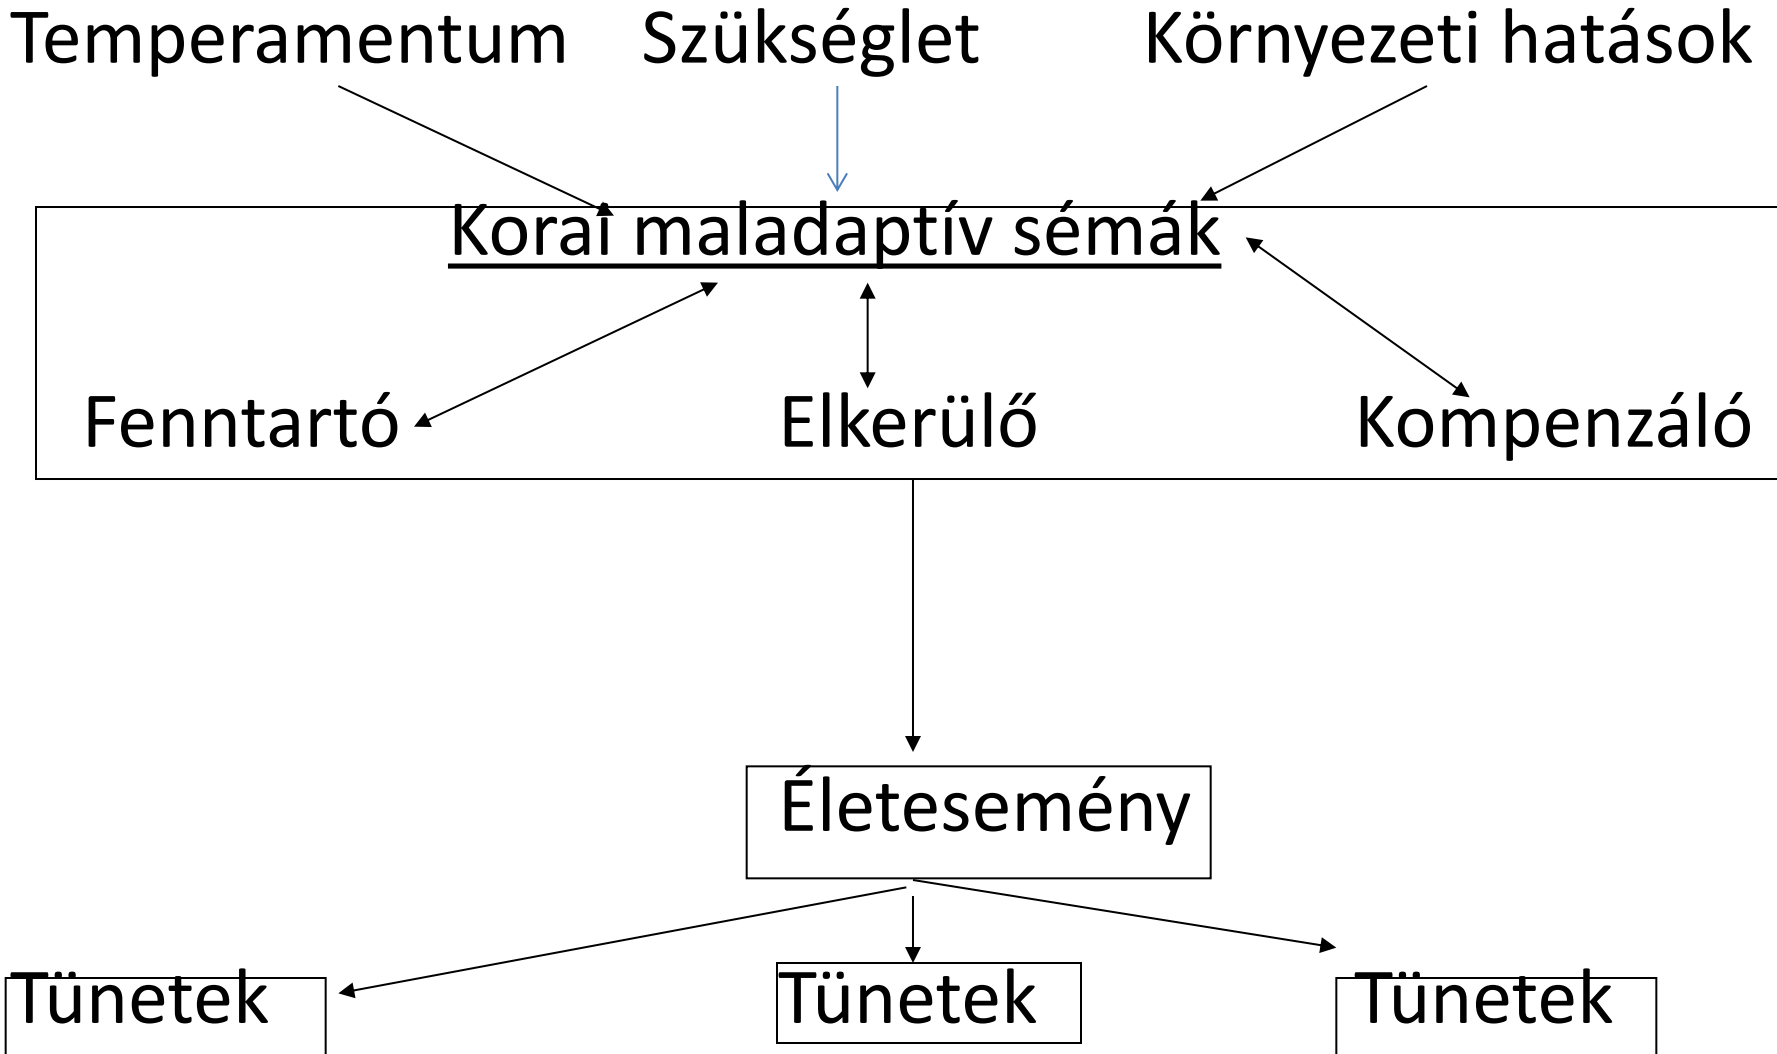 Temperamentum Szükséglet Környezeti hatások
Korai maladaptív sémák
Fenntartó Elkerülő Kompenzáló
Életesemény
Tünetek Tünetek Tünetek